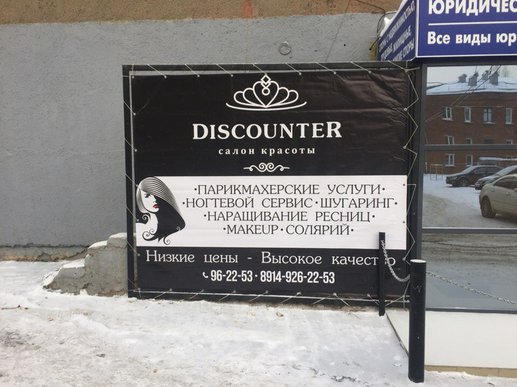 ЮРИДИЧЕС
Все виды юр
DISCOUNTER
салон красоты
·ПАРИКМАХЕРСКИЕ УСЛУГИ·
·НОГТЕВОЙ СЕРВИС·ШУГАРИНГ·
·НАРАЩИВАНИЕ РЕСНИЦ·
·MAKEUP·СОЛЯРИЙ·
Низкие цены - Высокое качество
96-22-53·8914-926-22-53